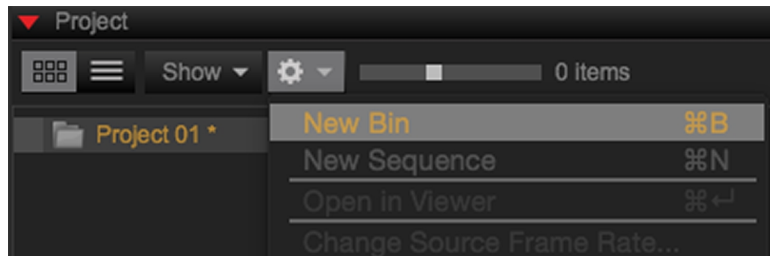 Project
Show 0 items
Project 01 *
New Bin ⌘B
New Sequence ⌘N
Open in Viewer ⌘↩
Change Source Frame Rate...